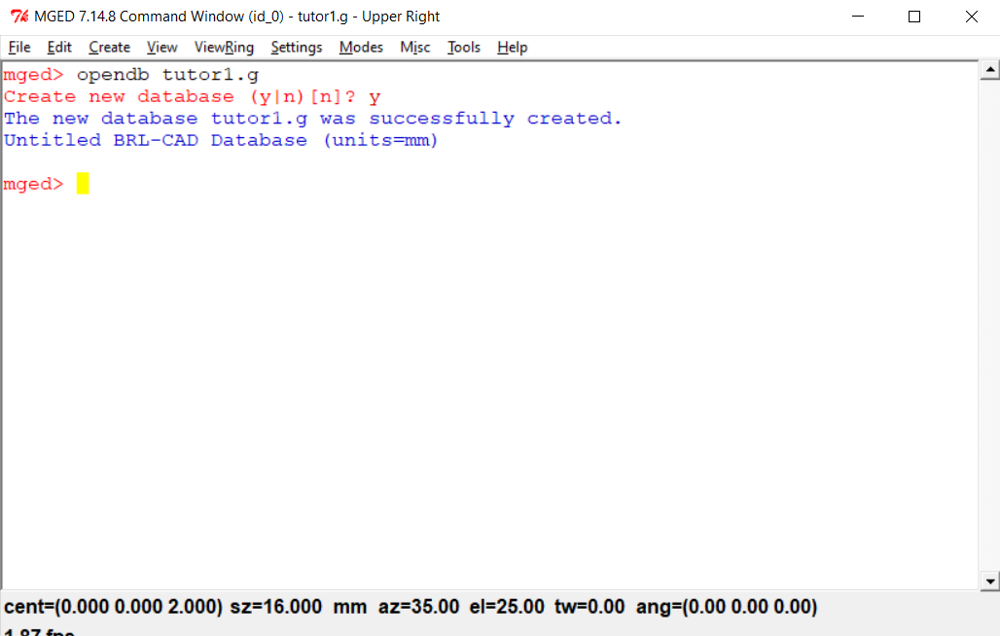 MGED 7.14.8 Command Window (id_0) - tutor1.g - Upper Right
File Edit Create View ViewRing Settings Modes Misc Tools Help
mged> opendb tutor1.g
Create new database (y|n)[n]? y
The new database tutor1.g was successfully created.
Untitled BRL-CAD Database (units=mm)
mged>
cent=(0.000 0.000 2.000) sz=16.000 mm az=35.00 el=25.00 tw=0.00 ang=(0.00 0.00 0.00)
1.87 fps